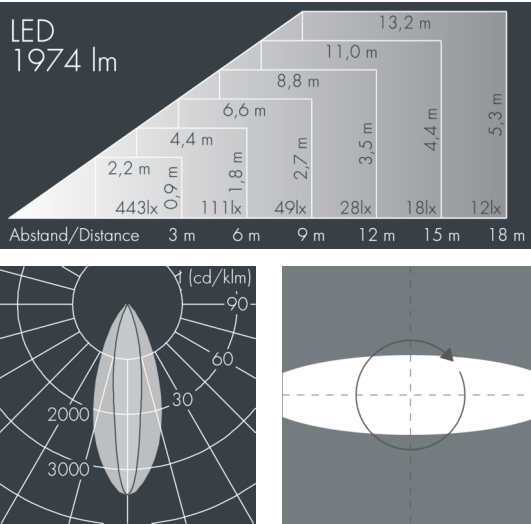 LED
1974 lm
13,2 m
11,0 m
8,8 m
6,6 m
4,4 m
2,2 m
0,9 m
1,8 m
2,7 m
3,5 m
4,4 m
5,3 m
443lx 111lx 49lx 28lx 18lx 12lx
Abstand/Distance 3 m 6 m 9 m 12 m 15 m 18 m
(cd/klm)
90
60
30
2000
3000